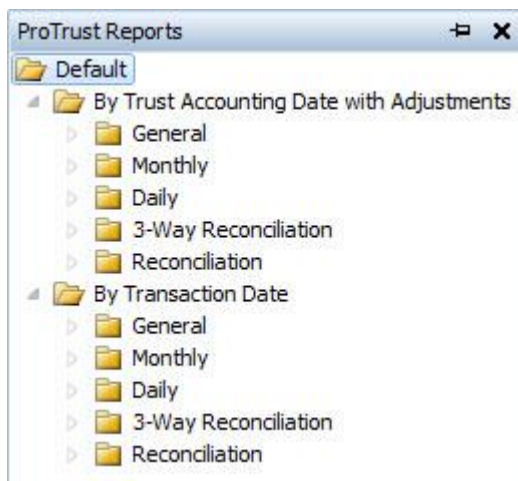 ProTrust Reports
Default
By Trust Accounting Date with Adjustments
General
Monthly
Daily
3-Way Reconciliation
Reconciliation
By Transaction Date
General
Monthly
Daily
3-Way Reconciliation
Reconciliation